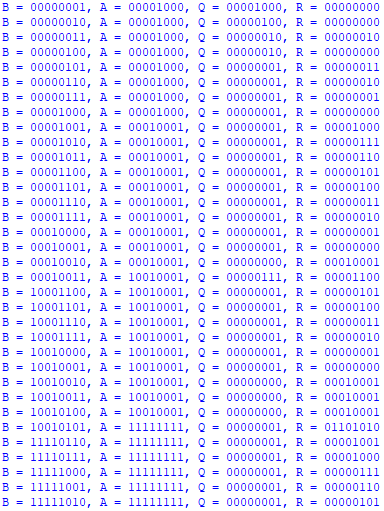 B = 00000001, A = 00001000, Q = 00001000, R = 00000000
B = 00000010, A = 00001000, Q = 00000100, R = 00000000
B = 00000011, A = 00001000, Q = 00000010, R = 00000010
B = 00000100, A = 00001000, Q = 00000010, R = 00000000
B = 00000101, A = 00001000, Q = 00000001, R = 00000011
B = 00000110, A = 00001000, Q = 00000001, R = 00000010
B = 00000111, A = 00001000, Q = 00000001, R = 00000001
B = 00001000, A = 00001000, Q = 00000001, R = 00000000
B = 00001001, A = 00010001, Q = 00000001, R = 00001000
B = 00001010, A = 00010001, Q = 00000001, R = 00000111
B = 00001011, A = 00010001, Q = 00000001, R = 00000110
B = 00001100, A = 00010001, Q = 00000001, R = 00000101
B = 00001101, A = 00010001, Q = 00000001, R = 00000100
B = 00001110, A = 00010001, Q = 00000001, R = 00000011
B = 00001111, A = 00010001, Q = 00000001, R = 00000010
B = 00010000, A = 00010001, Q = 00000001, R = 00000001
B = 00010001, A = 00010001, Q = 00000001, R = 00000000
B = 00010010, A = 00010001, Q = 00000000, R = 00010001
B = 00010011, A = 10010001, Q = 00000111, R = 00001100
B = 10001100, A = 10010001, Q = 00000001, R = 00000101
B = 10001101, A = 10010001, Q = 00000001, R = 00000100
B = 10001110, A = 10010001, Q = 00000001, R = 00000011
B = 10001111, A = 10010001, Q = 00000001, R = 00000010
B = 10010000, A = 10010001, Q = 00000001, R = 00000001
B = 10010001, A = 10010001, Q = 00000001, R = 00000000
B = 10010010, A = 10010001, Q = 00000000, R = 00010001
B = 10010011, A = 10010001, Q = 00000000, R = 00010001
B = 10010100, A = 10010001, Q = 00000000, R = 00010001
B = 10010101, A = 11111111, Q = 00000001, R = 01101010
B = 11110110, A = 11111111, Q = 00000001, R = 00001001
B = 11110111, A = 11111111, Q = 00000001, R = 00001000
B = 11111000, A = 11111111, Q = 00000001, R = 00000111
B = 11111001, A = 11111111, Q = 00000001, R = 00000110
B = 11111010, A = 11111111, Q = 00000001, R = 00000101